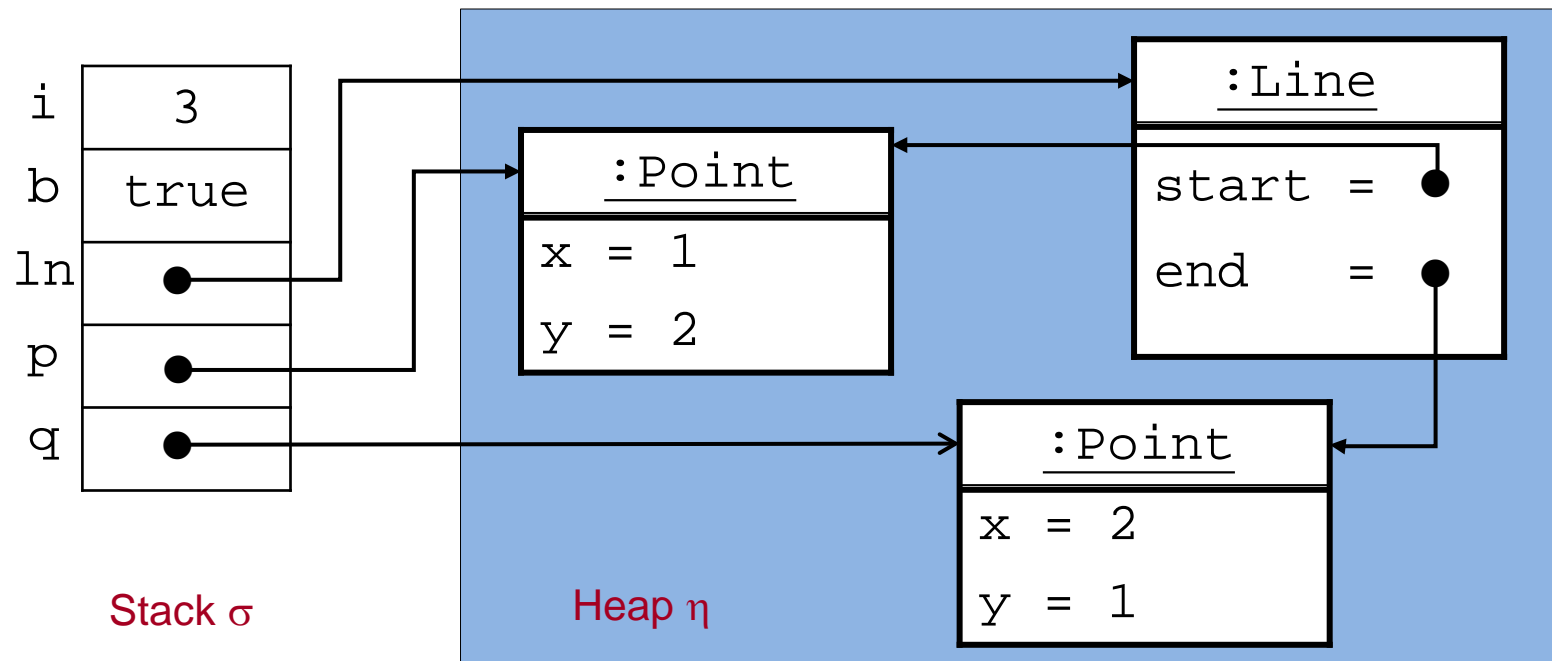 i 3
b true
ln
p
q
Stack σ
:Point
x = 1
y = 2
:Line
start =
end =
:Point
x = 2
y = 1
Heap η